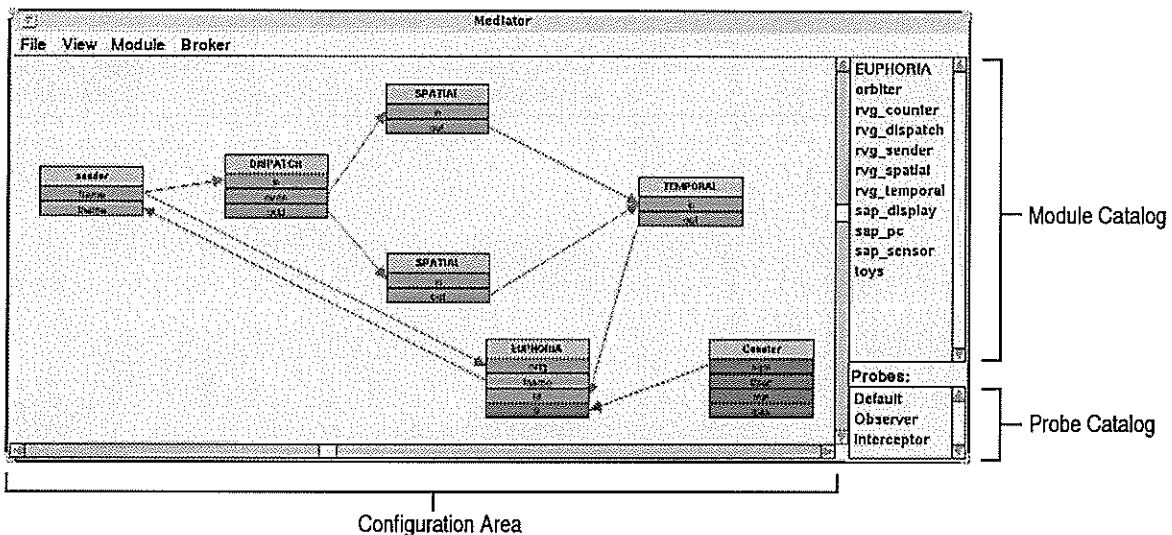 Mediator
File View Module Broker
SPATIAL
in
out
DISPATCH
in
out
sender
TEMPORAL
out
SPATIAL
in
out
EUPHORIA
Counter
EUPHORIA
orbiter
rvg_counter
rvg_dispatch
rvg_sender
rvg_spatial
rvg_temporal
sap_display
sap_pc
sap_sensor
toys
Probes:
Default
Observer
Interceptor
Module Catalog
Probe Catalog
Configuration Area